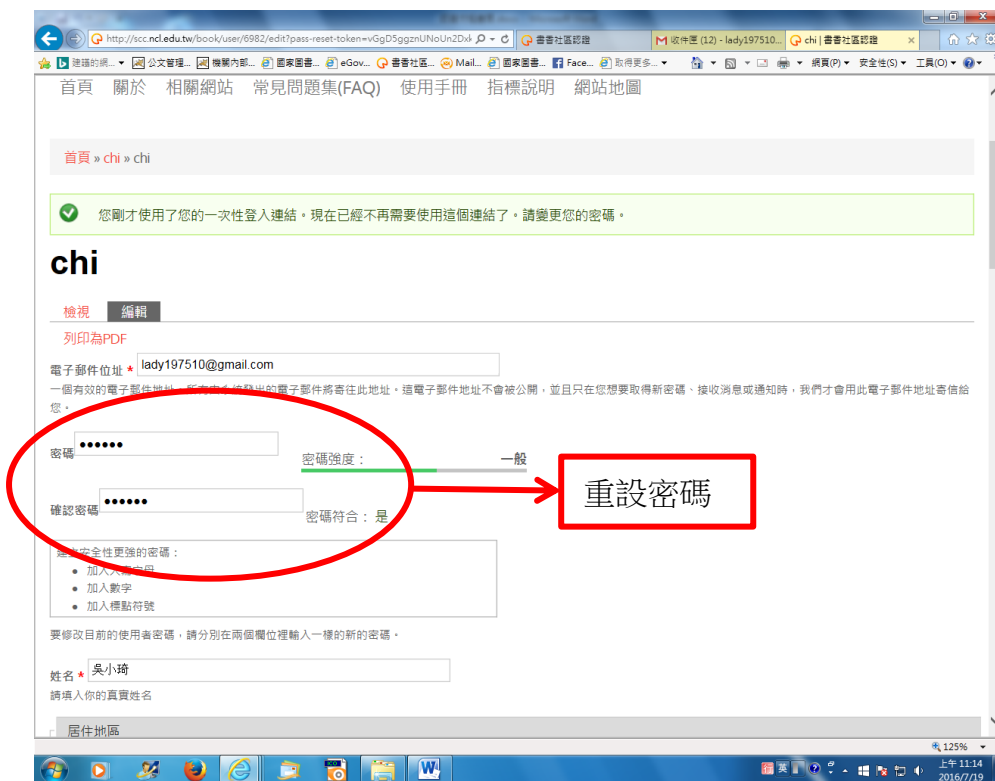 http://scc.ncl.edu.tw/book/user/6982/edit?pass-reset-token=vGgD5ggznUNoUn2Dxk
書書社區認證
收件匣 (12) - lady197510...
chi | 書書社區認證
建議的網...
公文管理...
機關內部...
國家圖書...
eGov...
書書社區...
Mail...
國家圖書...
Face...
取得更多...
網頁(P)
安全性(S)
工具(O)
首頁 關於 相關網站 常見問題集(FAQ) 使用手冊 指標說明 網站地圖
首頁 » chi » chi
您剛才使用了您的一次性登入連結。現在已經不再需要使用這個連結了。請變更您的密碼。
chi
檢視 編輯
列印為PDF
電子郵件位址 * lady197510@gmail.com
一個有效的電子郵件地址。所有由系統發出的電子郵件將寄往此地址。這電子郵件地址不會被公開，並且只在您想要取得新密碼、接收消息或通知時，我們才會用此電子郵件地址寄信給
您。
密碼 ••••••
密碼強度： 一般
確認密碼 ••••••
密碼符合：是
重設密碼
建立安全性更強的密碼：
加入大寫字母
加入數字
加入標點符號
要修改目前的使用者密碼，請分別在兩個欄位裡輸入一樣的新的密碼。
姓名 * 吳小琦
請填入你的真實姓名
居住地區
125%
英
上午 11:14
2016/7/19